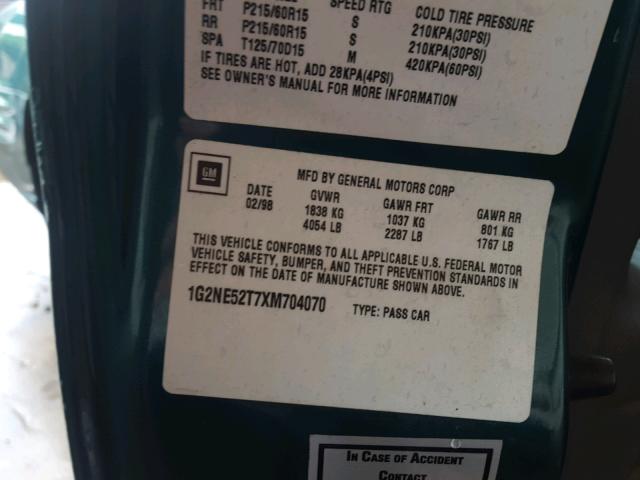 SPEED RTG COLD TIRE PRESSURE
FRT P215/60R15 S 210KPA(30PSI)
RR P215/60R15 S 210KPA(30PSI)
SPA T125/70D15 M 420KPA(60PSI)
IF TIRES ARE HOT, ADD 28KPA(4PSI)
SEE OWNER'S MANUAL FOR MORE INFORMATION
GM
MFD BY GENERAL MOTORS CORP
DATE GVWR GAWR FRT GAWR RR
02/98 1838 KG 1037 KG 801 KG
4054 LB 2287 LB 1767 LB
THIS VEHICLE CONFORMS TO ALL APPLICABLE U.S. FEDERAL MOTOR
VEHICLE SAFETY, BUMPER, AND THEFT PREVENTION STANDARDS IN
EFFECT ON THE DATE OF MANUFACTURE SHOWN ABOVE.
1G2NE52T7XM704070 TYPE: PASS CAR
IN CASE OF ACCIDENT
CONTACT